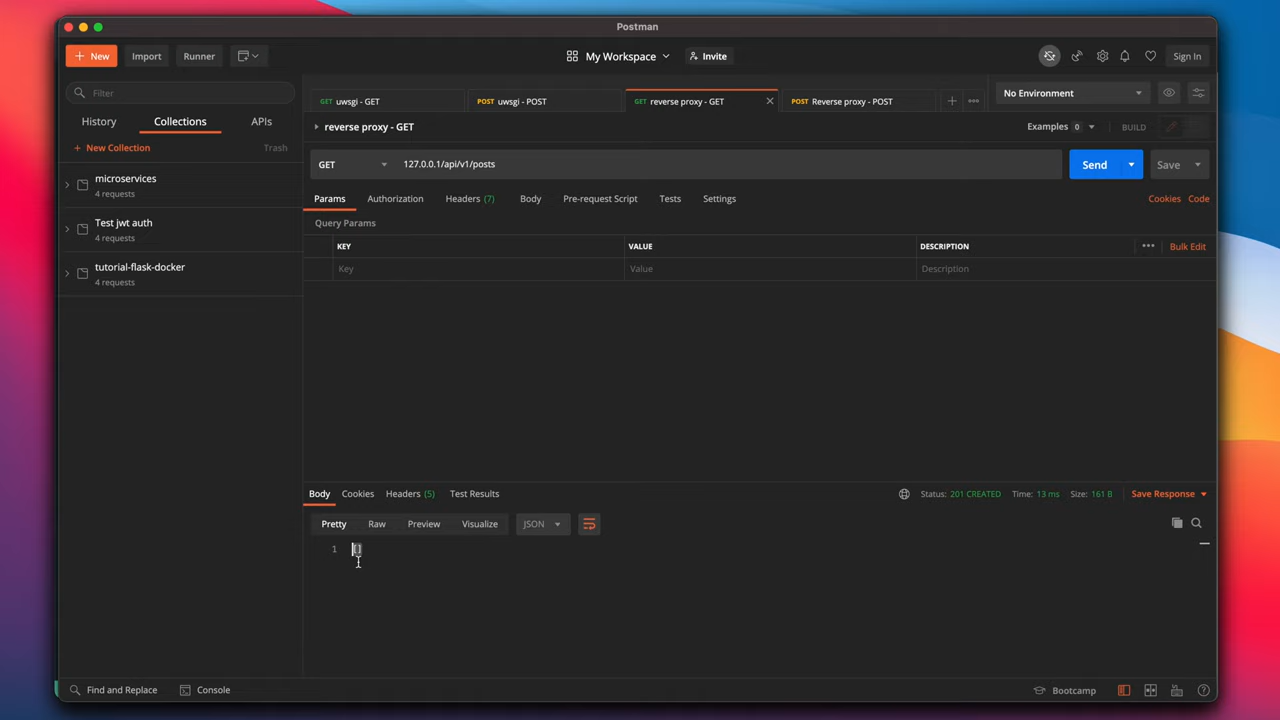 Postman
+ New Import Runner My Workspace Invite Sign In
Filter
History Collections APIs
+ New Collection Trash
microservices
4 requests
Test jwt auth
4 requests
tutorial-flask-docker
4 requests
GET uwsgi - GET POST uwsgi - POST GET reverse proxy - GET POST Reverse proxy - POST No Environment
reverse proxy - GET Examples 0 BUILD
GET 127.0.0.1/api/v1/posts Send Save
Params Authorization Headers (7) Body Pre-request Script Tests Settings Cookies Code
Query Params
KEY VALUE DESCRIPTION Bulk Edit
Key Value Description
Body Cookies Headers (5) Test Results Status: 201 CREATED Time: 13 ms Size: 161 B Save Response
Pretty Raw Preview Visualize JSON
1 []
Find and Replace Console Bootcamp